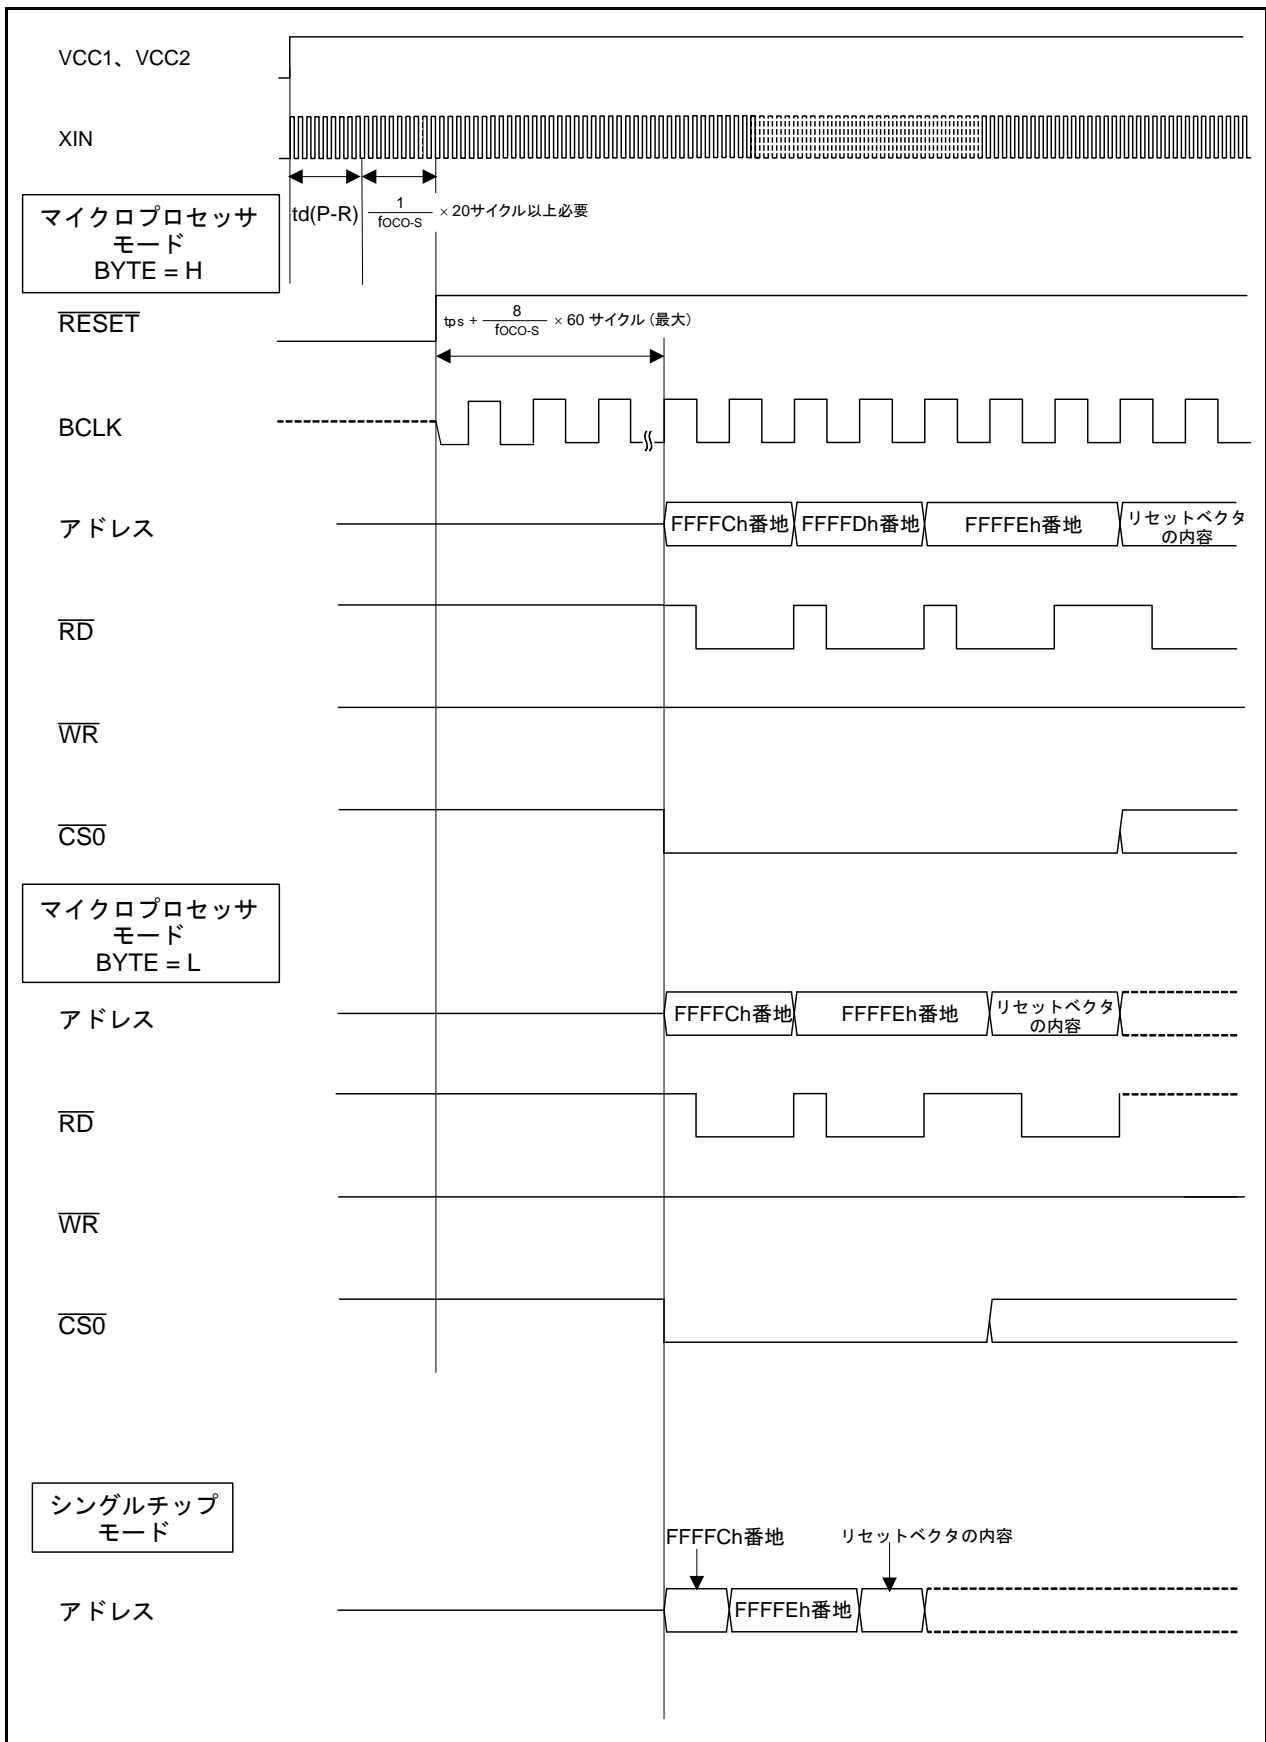 VCC1、VCC2
XIN
マイクロプロセッサ
モード
BYTE = H
td(P-R)
1
fOCO-S
× 20サイクル以上必要
RESET
tps + 8
fOCO-S
× 60 サイクル (最大)
BCLK
アドレス
FFFFCh番地
FFFFDh番地
FFFFEh番地
リセットベクタ
の内容
RD
WR
CS0
マイクロプロセッサ
モード
BYTE = L
アドレス
FFFFCh番地
FFFFEh番地
リセットベクタ
の内容
RD
WR
CS0
シングルチップ
モード
FFFFCh番地
リセットベクタの内容
アドレス
FFFFEh番地